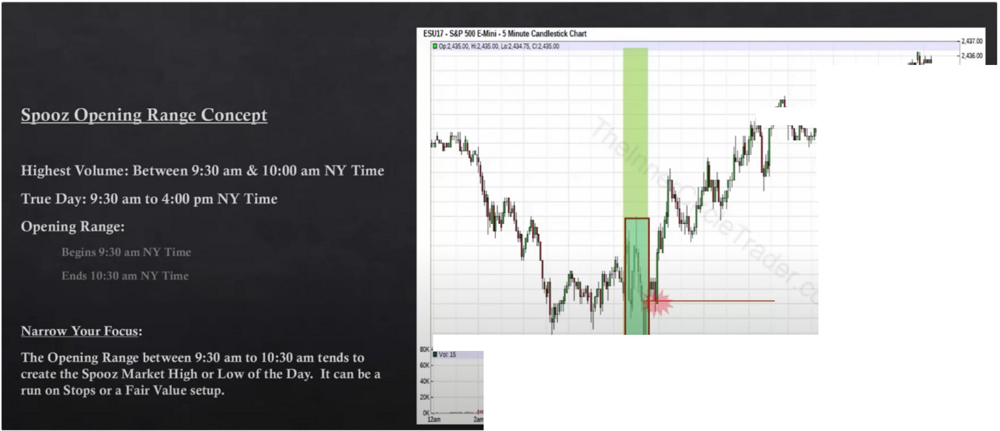 Spooz Opening Range Concept
Highest Volume: Between 9:30 am & 10:00 am NY Time
True Day: 9:30 am to 4:00 pm NY Time
Opening Range:
Begins 9:30 am NY Time
Ends 10:30 am NY Time
Narrow Your Focus:
The Opening Range between 9:30 am to 10:30 am tends to
create the Spooz Market High or Low of the Day. It can be a
run on Stops or a Fair Value setup.
ESU17 - S&P 500 E-Mini - 5 Minute Candlestick Chart
Op:2,435.00, Hi:2,435.00, Lo:2,434.75, Cl:2,435.00
2,437.00
2,436.00
TheInnerCircleTrader.co
80K
Vol: 15
60K
40K
20K
0K
12am 2am